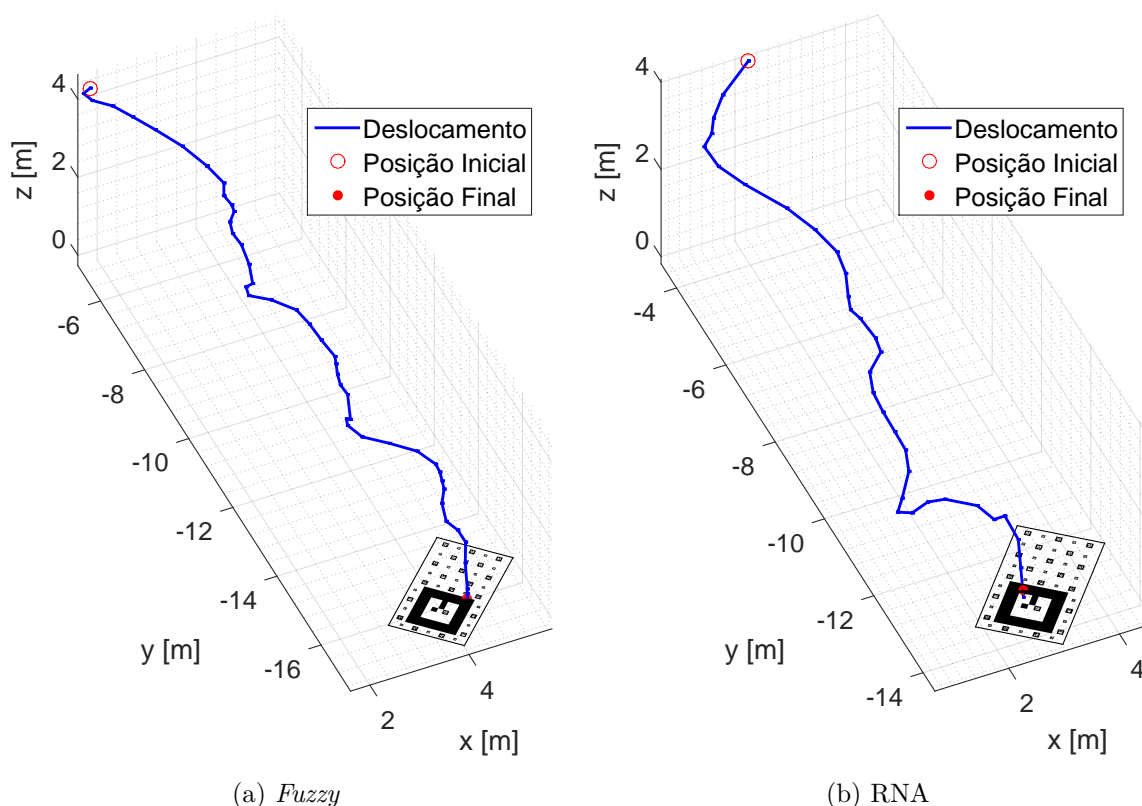 4
2
0
z [m]
-6
-8
-10
-12
-14
-16
y [m]
2
4
x [m]
Deslocamento
Posição Inicial
Posição Final
(a) Fuzzy
4
2
0
z [m]
-4
-6
-8
-10
-12
-14
y [m]
2
4
x [m]
Deslocamento
Posição Inicial
Posição Final
(b) RNA